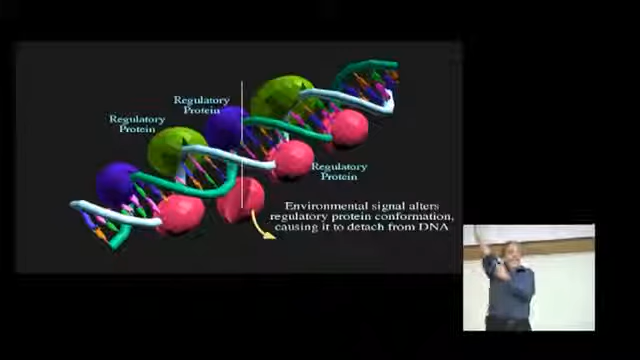 Regulatory
Protein
Regulatory
Protein
Regulatory
Protein
Environmental signal alters
regulatory protein conformation,
causing it to detach from DNA